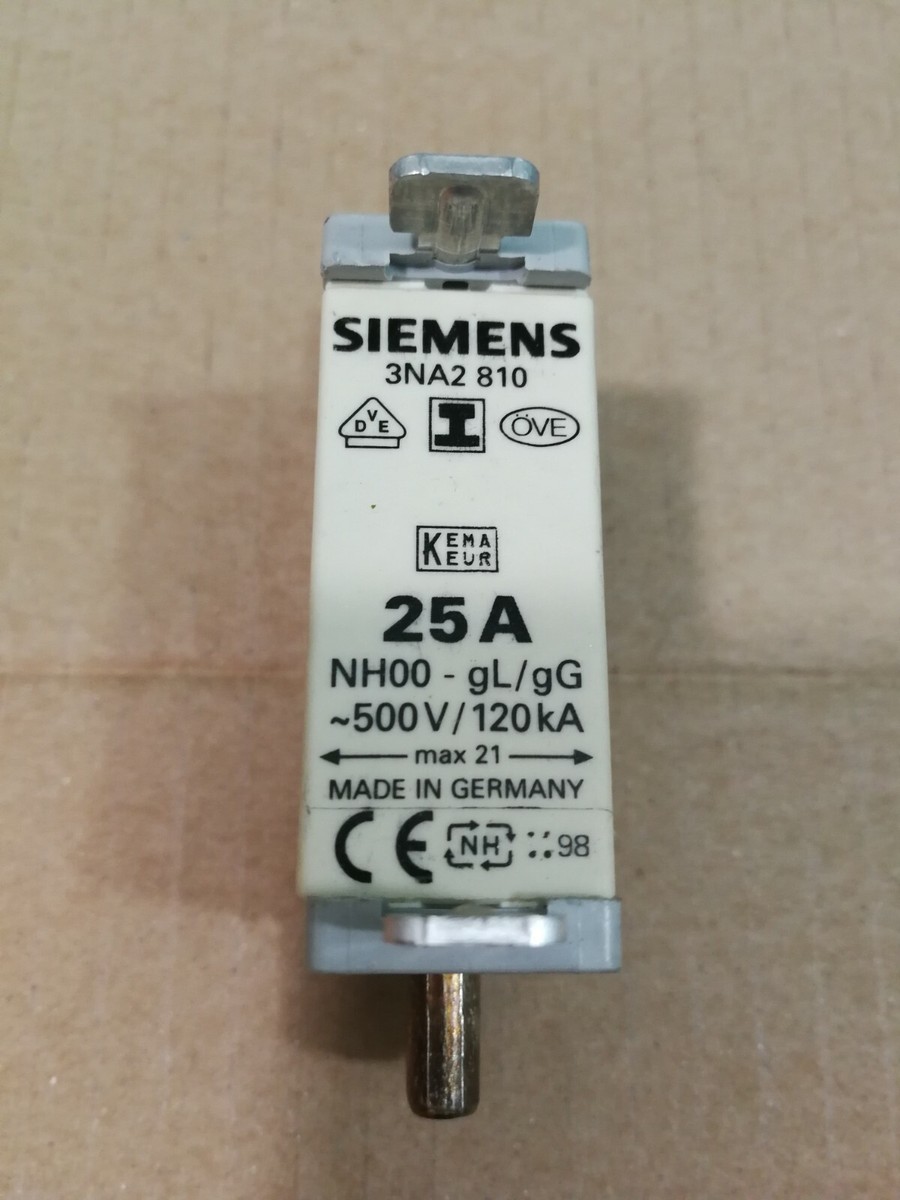 SIEMENS
3NA2 810
DVE ÖVE
KEMA
KEUR
25 A
NH00 - gL/gG
~500V/120kA
max 21
MADE IN GERMANY
CE NH 98